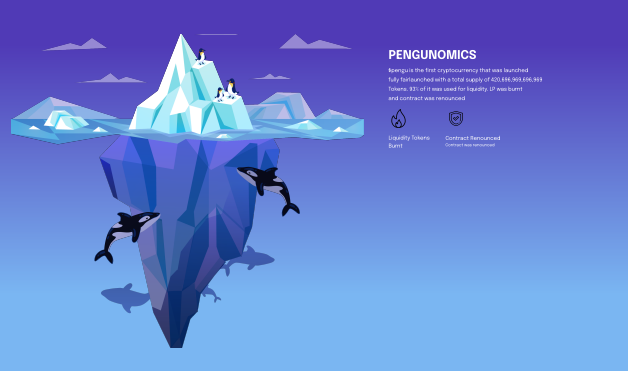 PENGUNOMICS
$pengu is the first cryptocurrency that was launched
fully fairlaunched with a total supply of 420,696,969,696,969
Tokens. 93% of it was used for liquidity. LP was burnt
and contract was renounced
Liquidity Tokens
Burnt
Contract Renounced
Contract was renounced